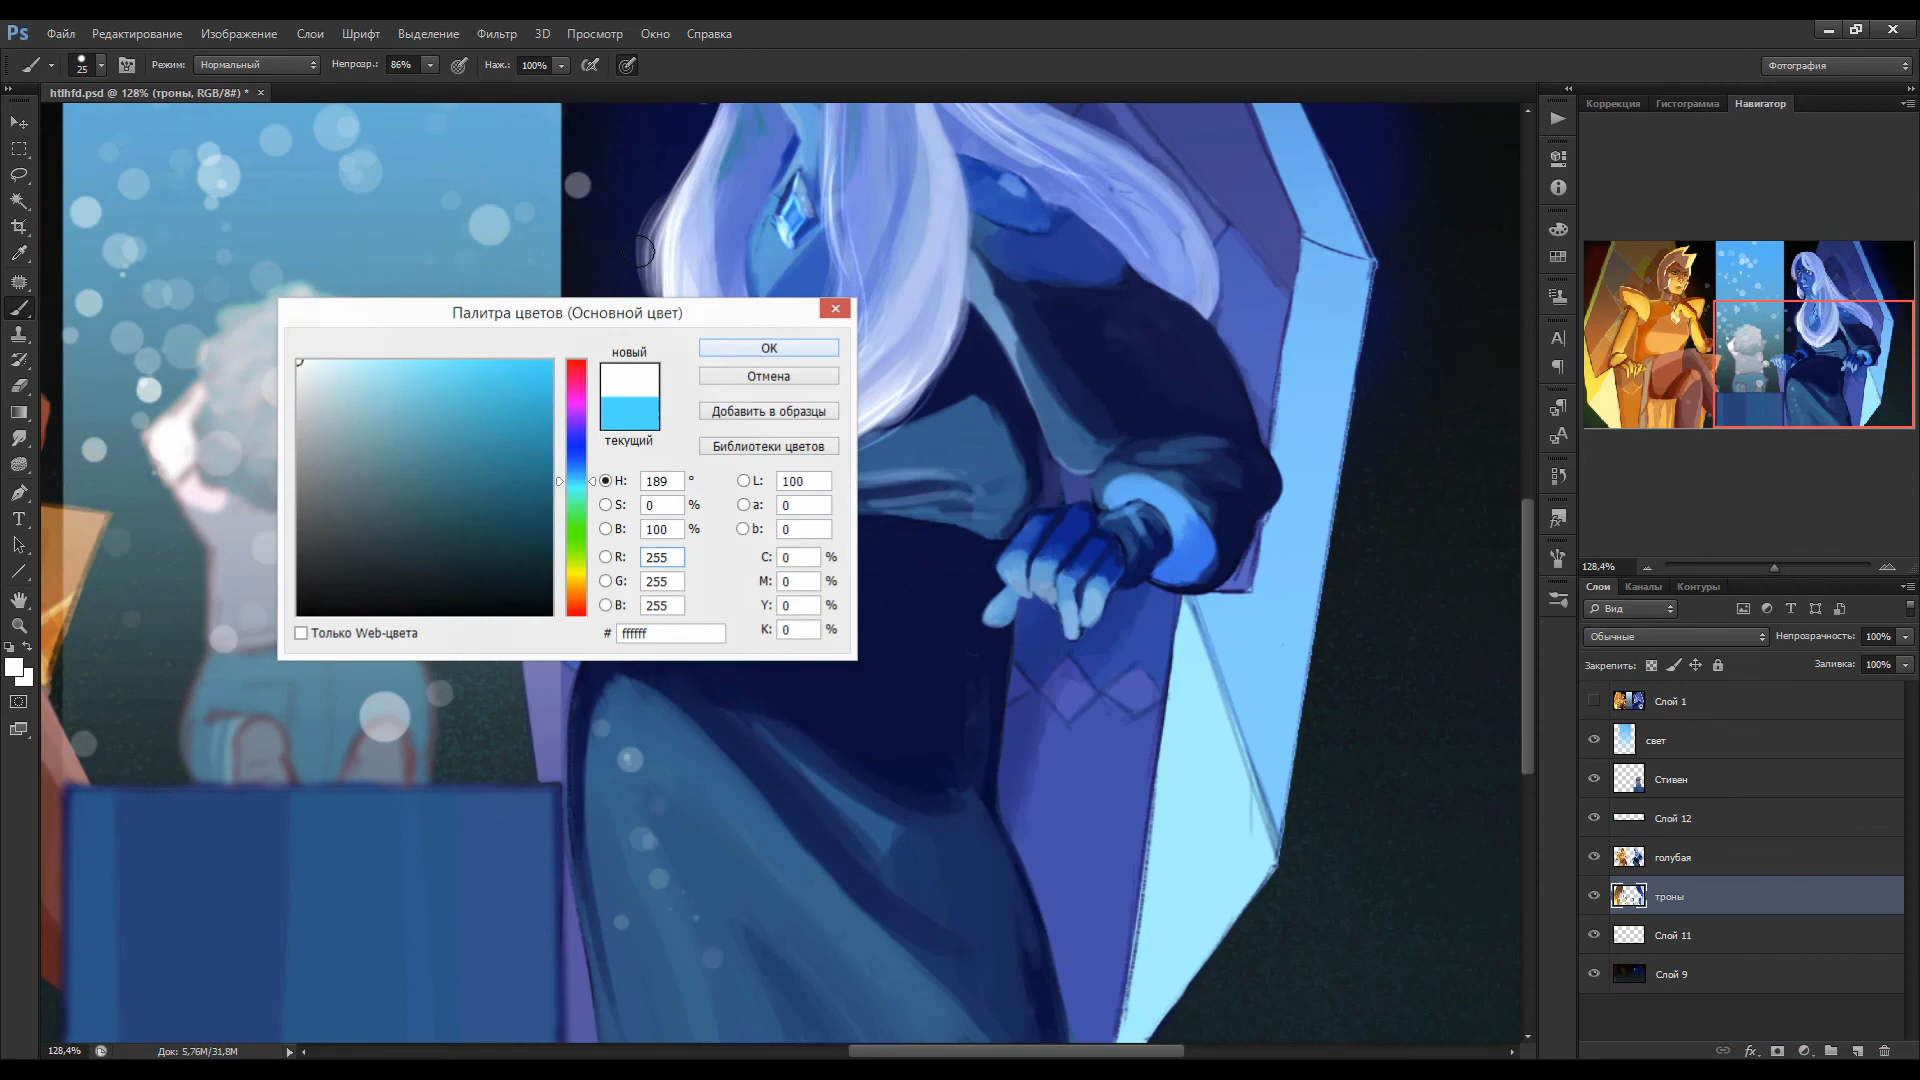 Ps Файл Редактирование Изображение Слои Шрифт Выделение Фильтр 3D Просмотр Окно Справка
25 Режим: Нормальный Непрозр.: 86% Наж.: 100% Фотография
htlhfd.psd @ 128% (троны, RGB/8#) * ×
Коррекция Гистограмма Навигатор
Палитра цветов (Основной цвет)
новый
текущий
OK
Отмена
Добавить в образцы
Библиотеки цветов
H: 189 ° L: 100
S: 0 % a: 0
B: 100 % b: 0
R: 255 C: 0 %
G: 255 M: 0 %
B: 255 Y: 0 %
K: 0 %
Только Web-цвета # ffffff
128,4%
Слои Каналы Контуры
Вид
Обычные Непрозрачность: 100%
Закрепить: Заливка: 100%
Слой 1
свет
Стивен
Слой 12
голубая
троны
Слой 11
Слой 9
128,4% Док: 5,76M/31,8M